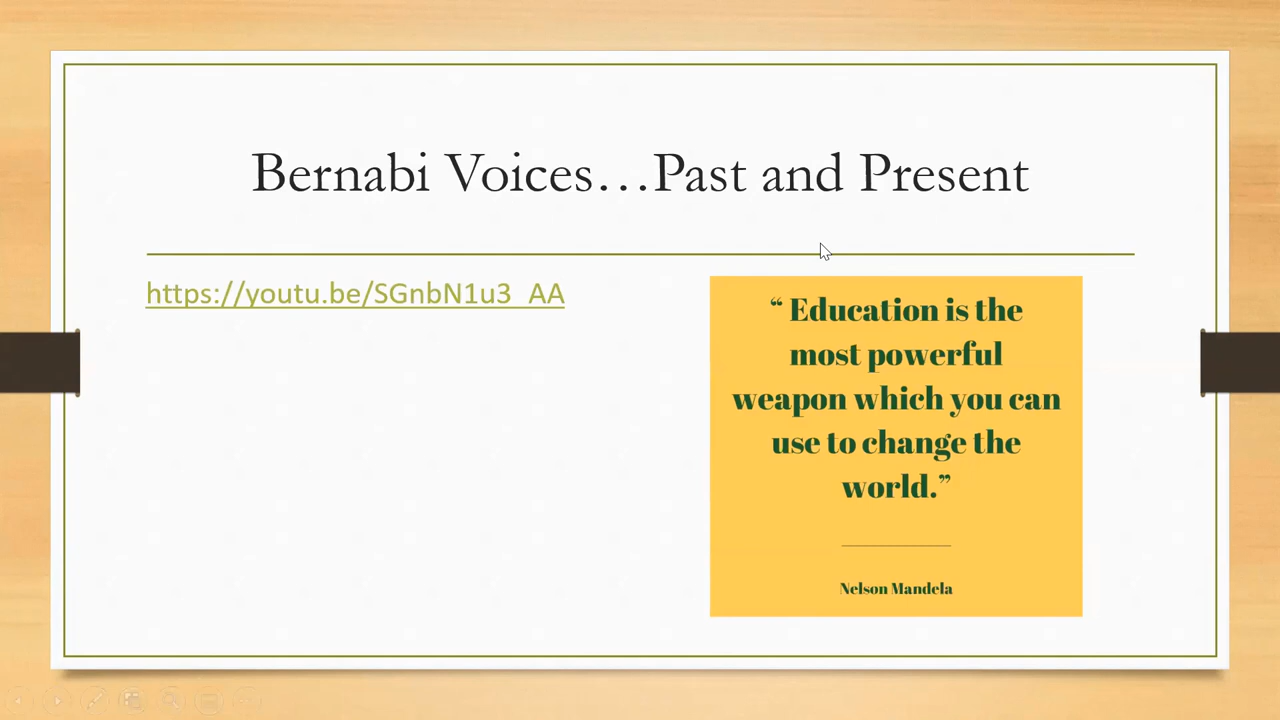 Bernabi Voices…Past and Present
https://youtu.be/SGnbN1u3_AA
“ Education is the
most powerful
weapon which you can
use to change the
world.”
Nelson Mandela